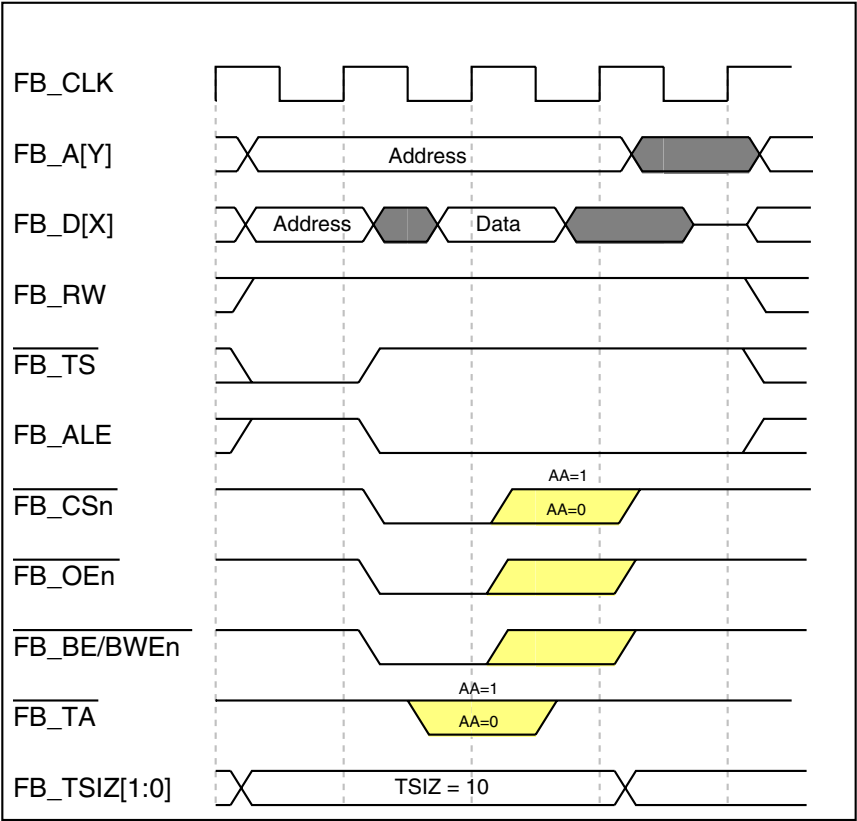 FB_CLK
FB_A[Y]
Address
FB_D[X]
Address
Data
FB_RW
FB_TS
FB_ALE
AA=1
FB_CSn
AA=0
FB_OEn
FB_BE/BWEn
AA=1
FB_TA
AA=0
FB_TSIZ[1:0]
TSIZ = 10